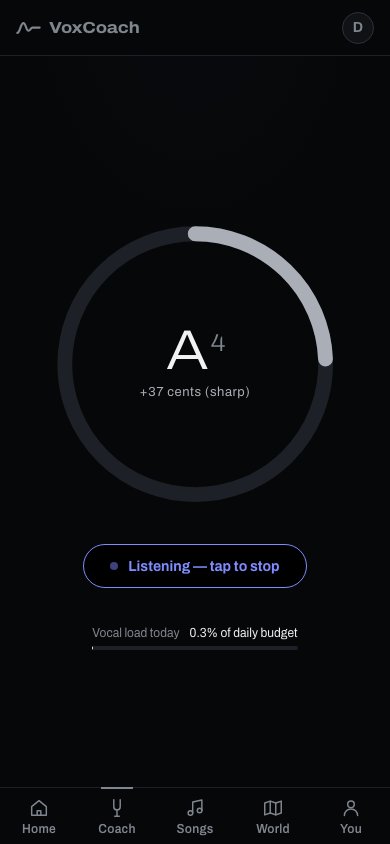 VoxCoach D
A4
+37 cents (sharp)
Listening — tap to stop
Vocal load today 0.3% of daily budget
Home Coach Songs World You